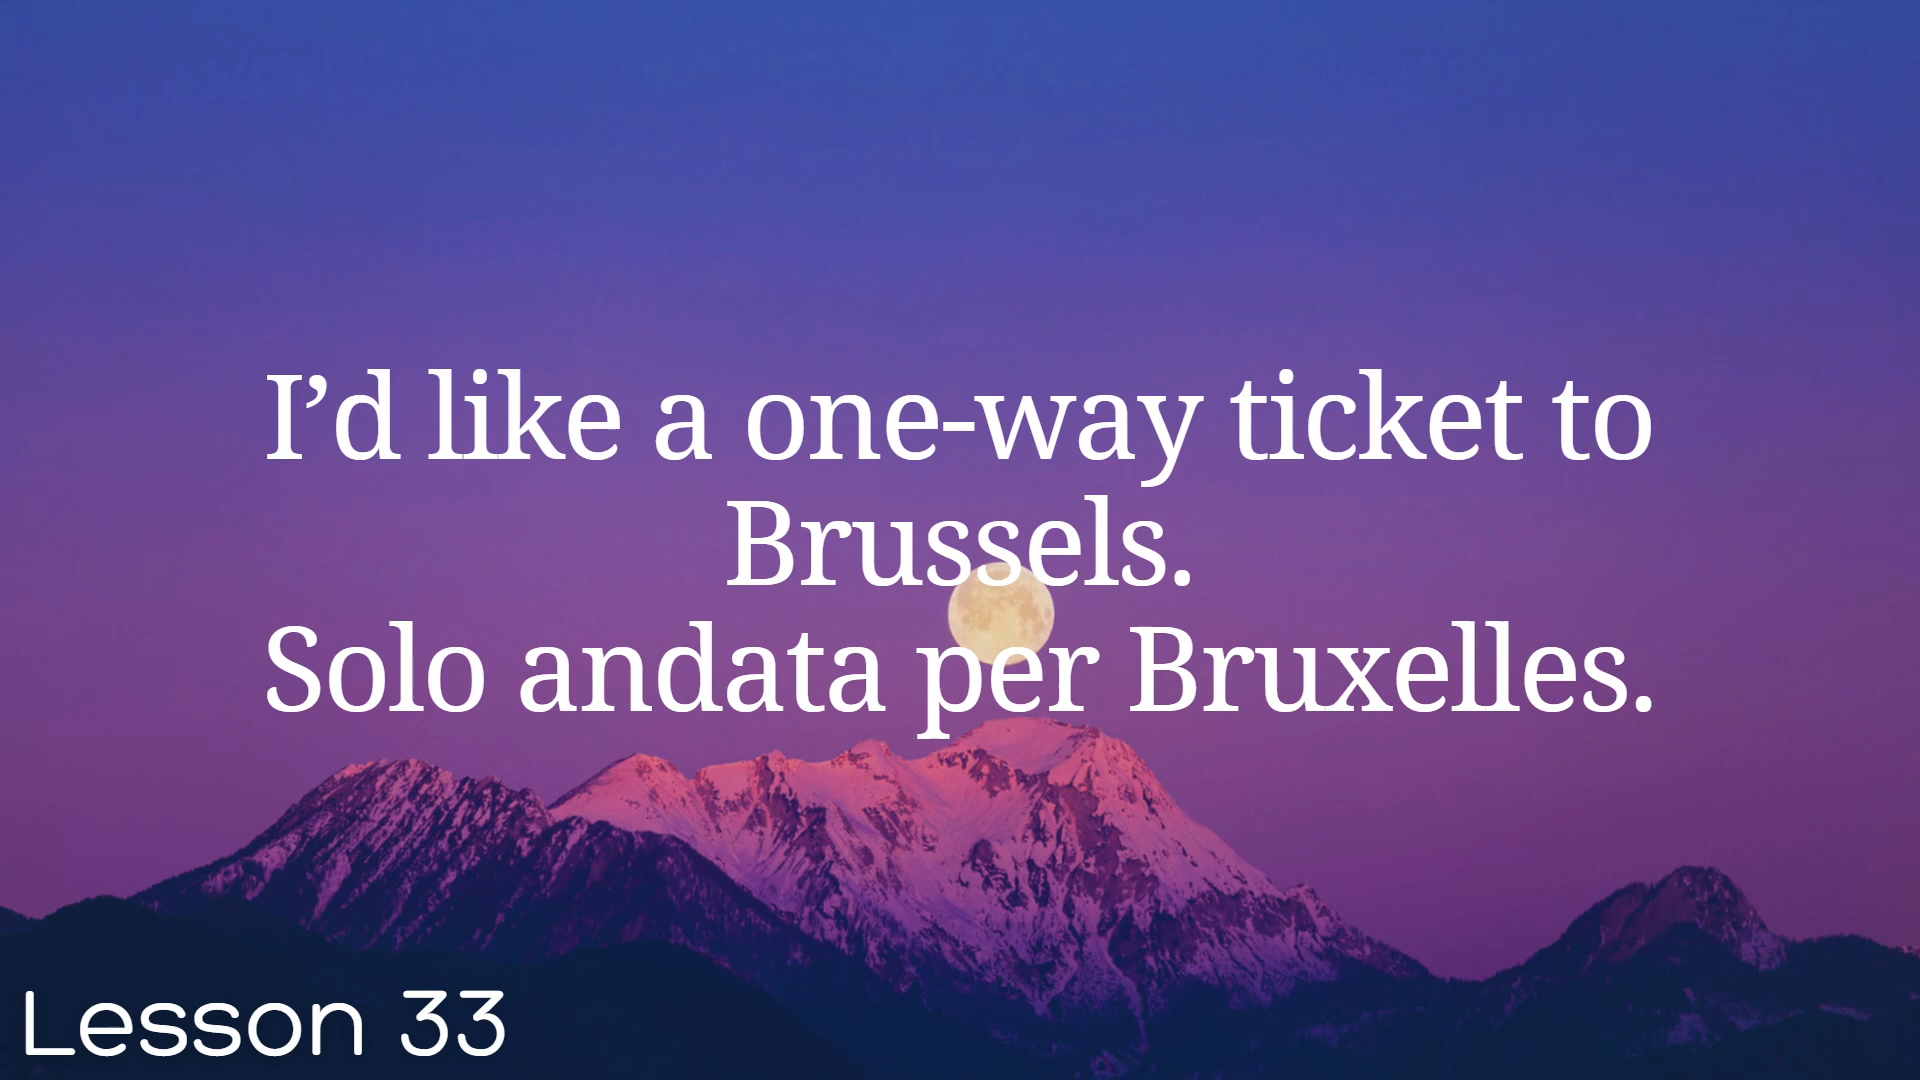 I’d like a one-way ticket to
Brussels.
Solo andata per Bruxelles.
Lesson 33